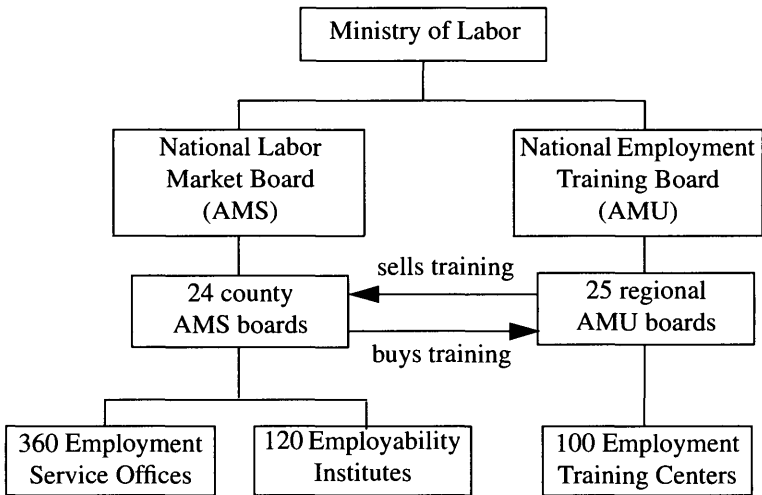 Ministry of Labor
National Labor
Market Board
(AMS)
National Employment
Training Board
(AMU)
sells training
24 county
AMS boards
25 regional
AMU boards
buys training
360 Employment
Service Offices
120 Employability
Institutes
100 Employment
Training Centers